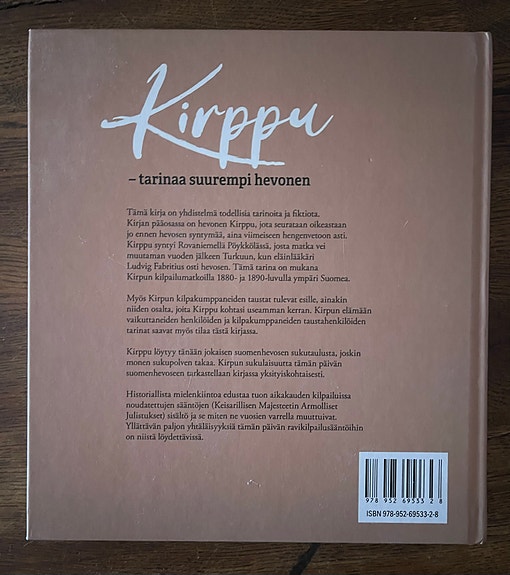 Kirppu
– tarinaa suurempi hevonen
Tämä kirja on yhdistelmä todellisia tarinoita ja fiktiota.
Kirjan pääosassa on hevonen Kirppu, jota seurataan oikeastaan
jo ennen hevosen syntymää, aina viimeiseen hengenvetoon asti.
Kirppu syntyi Rovaniemellä Pöykkölässä, josta matka vei
muutaman vuoden jälkeen Turkuun, kun eläinlääkäri
Ludvig Fabritius osti hevosen. Tämä tarina on mukana
Kirpun kilpailumatkoilla 1880- ja 1890-luvulla ympäri Suomea.
Myös Kirpun kilpakumppaneiden taustat tulevat esille, ainakin
niiden osalta, joita Kirppu kohtasi useamman kerran. Kirpun elämään
vaikuttaneiden henkilöiden ja kilpakumppaneiden taustahenkilöiden
tarinat saavat myös tilaa tästä kirjassa.
Kirppu löytyy tänään jokaisen suomenhevosen sukutaulusta, joskin
monen sukupolven takaa. Kirpun sukulaisuutta tämän päivän
suomenhevoseen tarkastellaan kirjassa yksityiskohtaisesti.
Historiallista mielenkiintoa edustaa tuon aikakauden kilpailuissa
noudatettujen sääntöjen (Keisarillisen Majesteetin Armolliset
Julistukset) sisältö ja se miten ne vuosien varrella muuttuivat.
Yllättävän paljon yhtäläisyyksiä tämän päivän ravikilpailusääntöihin
on niistä löydettävissä.
9 789526 953328
ISBN 978-952-69533-2-8